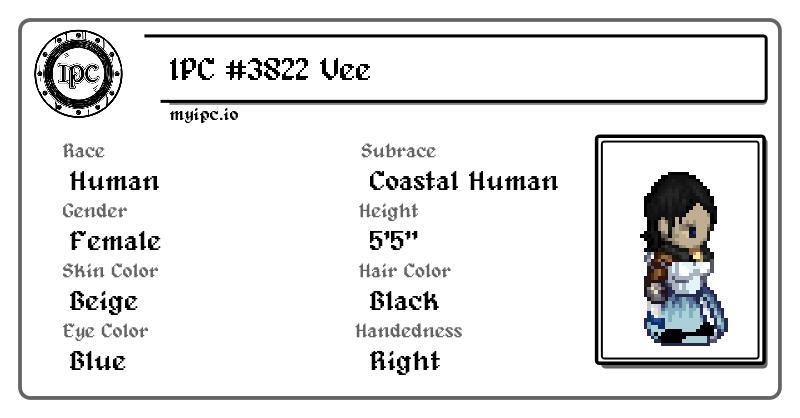 IPC
IPC #3822 Vee
myipc.io
Race
Human
Subrace
Coastal Human
Gender
Female
Height
5'5"
Skin Color
Beige
Hair Color
Black
Eye Color
Blue
Handedness
Right